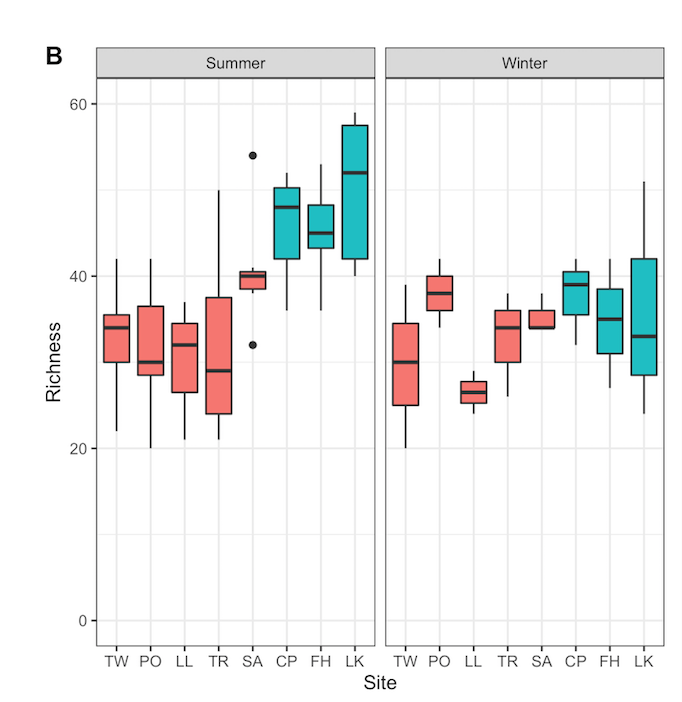 B
Summer Winter
60
40
20
0
Richness
TW PO LL TR SA CP FH LK TW PO LL TR SA CP FH LK
Site